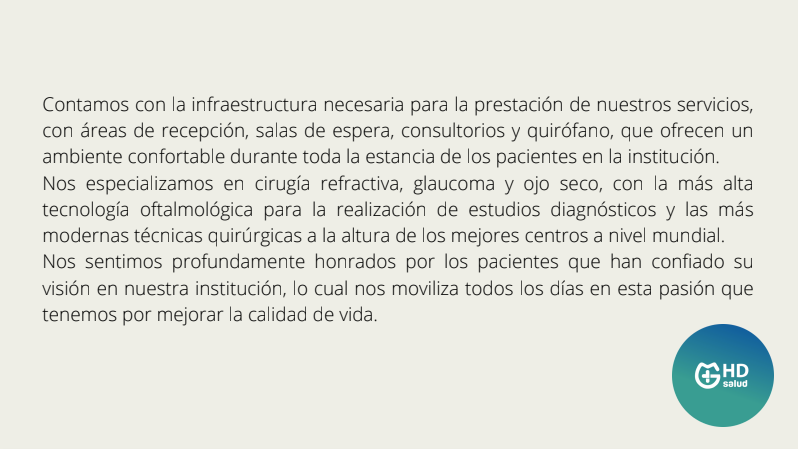 Contamos con la infraestructura necesaria para la prestación de nuestros servicios,
con áreas de recepción, salas de espera, consultorios y quirófano, que ofrecen un
ambiente confortable durante toda la estancia de los pacientes en la institución.
Nos especializamos en cirugía refractiva, glaucoma y ojo seco, con la más alta
tecnología oftalmológica para la realización de estudios diagnósticos y las más
modernas técnicas quirúrgicas a la altura de los mejores centros a nivel mundial.
Nos sentimos profundamente honrados por los pacientes que han confiado su
visión en nuestra institución, lo cual nos moviliza todos los días en esta pasión que
tenemos por mejorar la calidad de vida.
HD
salud